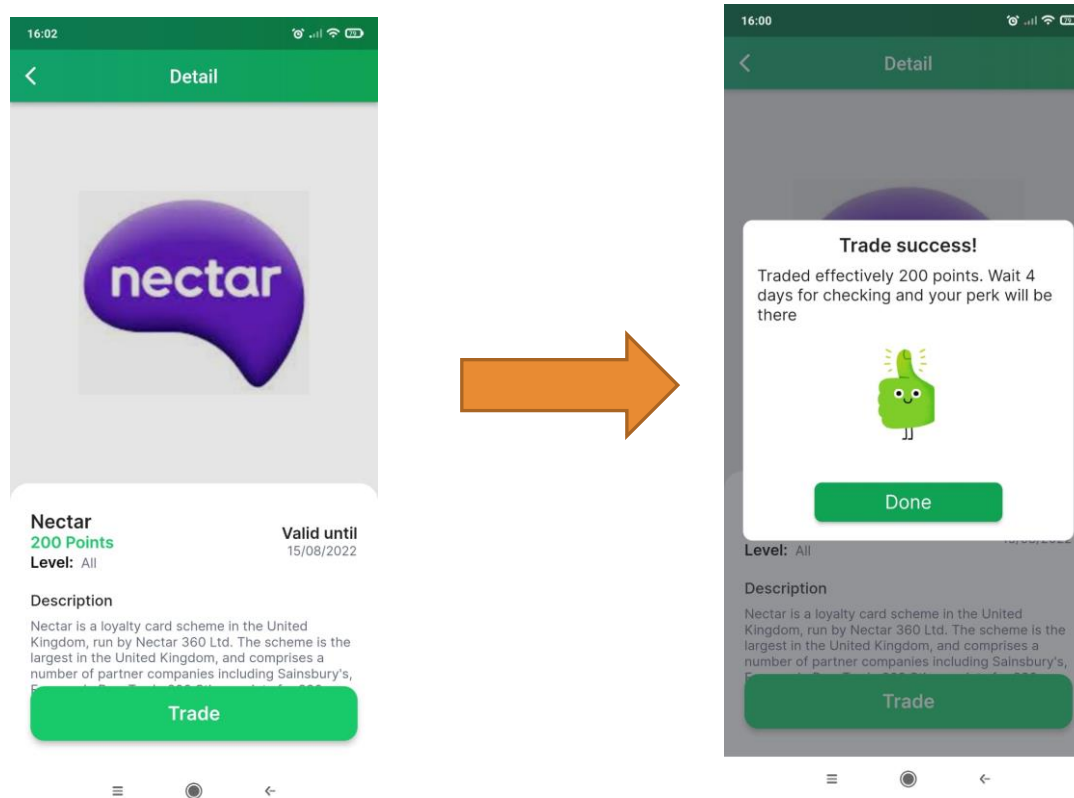 16:02
Detail
nectar
Nectar
200 Points
Level: All
Valid until
15/08/2022
Description
Nectar is a loyalty card scheme in the United
Kingdom, run by Nectar 360 Ltd. The scheme is the
largest in the United Kingdom, and comprises a
number of partner companies including Sainsbury's,
Trade
16:00
Detail
Trade success!
Traded effectively 200 points. Wait 4
days for checking and your perk will be
there
Done
Level: All
Description
Nectar is a loyalty card scheme in the United
Kingdom, run by Nectar 360 Ltd. The scheme is the
largest in the United Kingdom, and comprises a
number of partner companies including Sainsbury's,
Trade